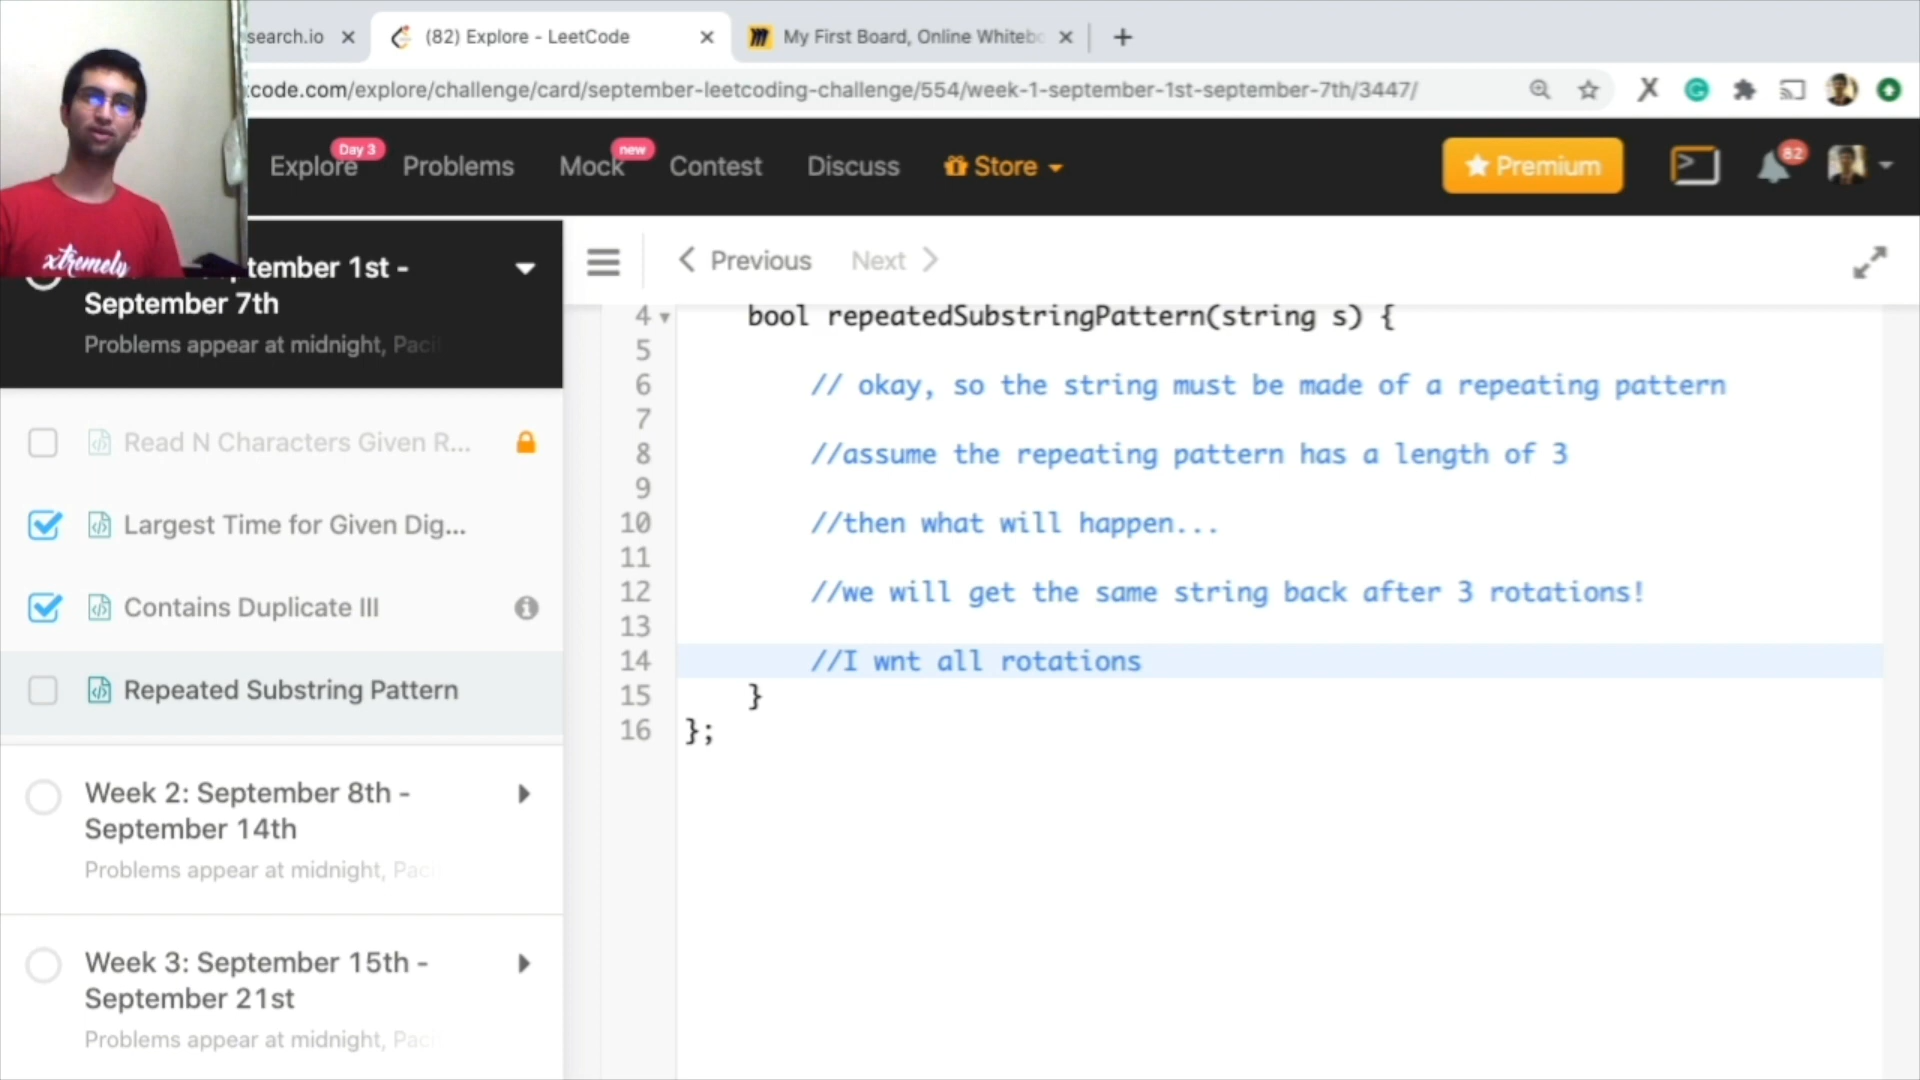 search.io
(82) Explore - LeetCode
My First Board, Online Whitebo
code.com/explore/challenge/card/september-leetcoding-challenge/554/week-1-september-1st-september-7th/3447/
Explore Day 3 Problems Mock new Contest Discuss Store Premium 82
xtremely
tember 1st -
September 7th
Problems appear at midnight, Paci
Previous Next
Read N Characters Given R...
Largest Time for Given Dig...
Contains Duplicate III
Repeated Substring Pattern
Week 2: September 8th -
September 14th
Problems appear at midnight, Paci
Week 3: September 15th -
September 21st
Problems appear at midnight, Paci
4 bool repeatedSubstringPattern(string s) {
5
6 // okay, so the string must be made of a repeating pattern
7
8 //assume the repeating pattern has a length of 3
9
10 //then what will happen...
11
12 //we will get the same string back after 3 rotations!
13
14 //I wnt all rotations
15 }
16 };